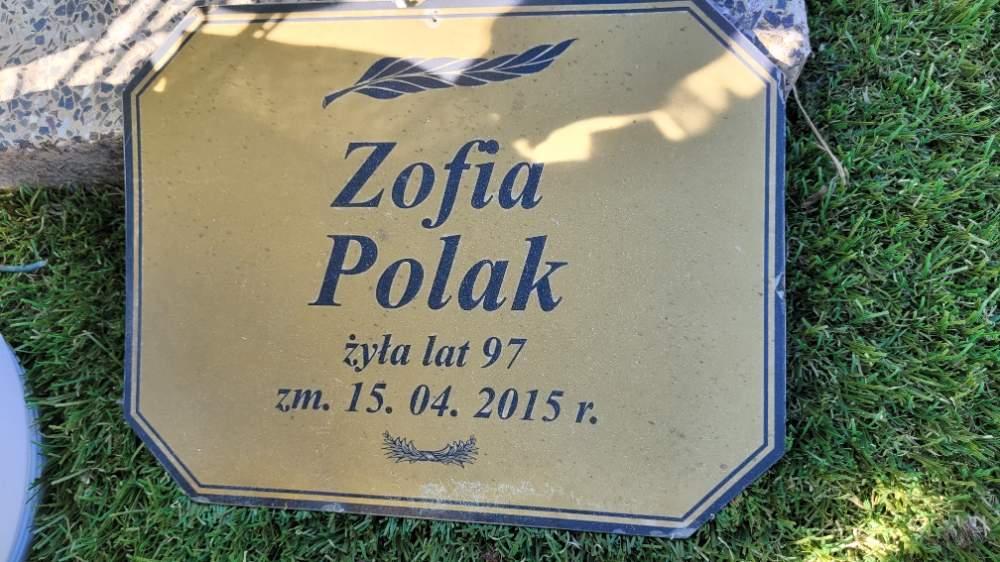 Zofia
Polak
żyła lat 97
zm. 15. 04. 2015 r.